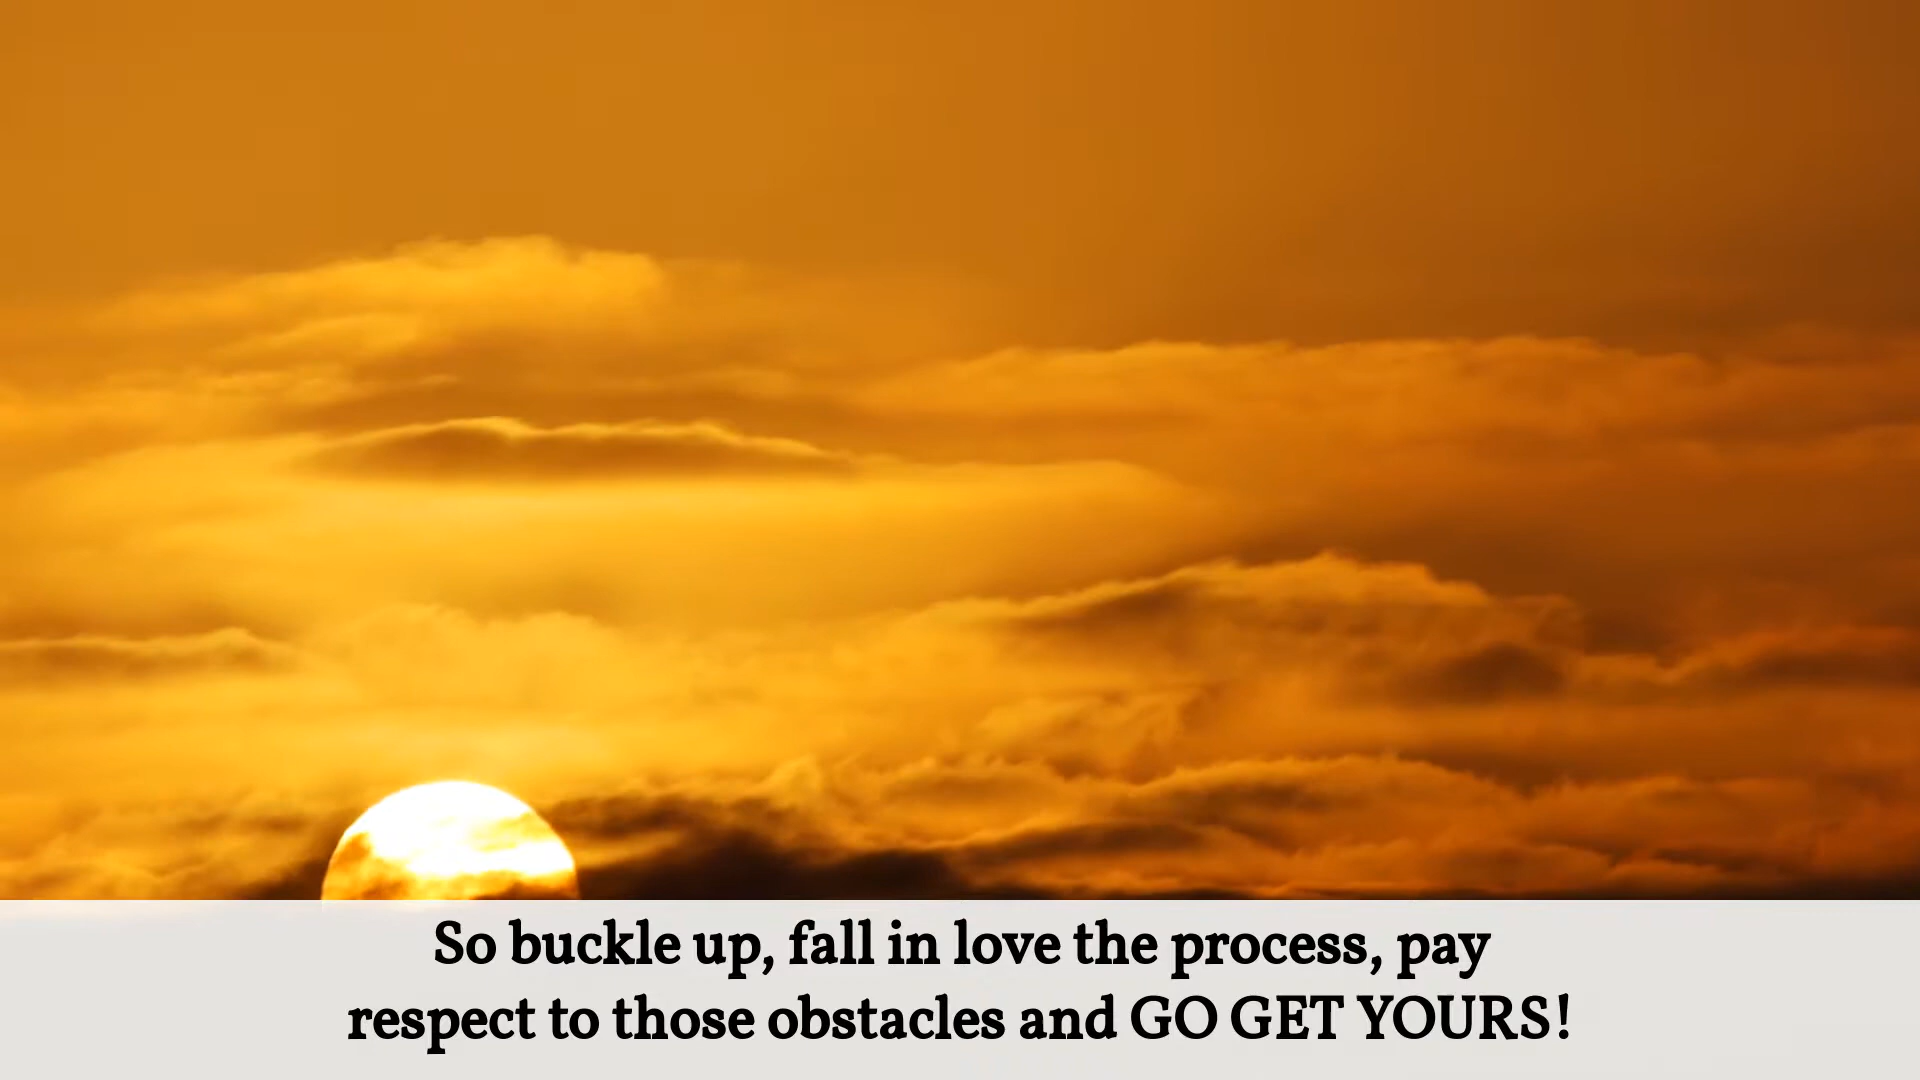 So buckle up, fall in love the process, pay
respect to those obstacles and GO GET YOURS!